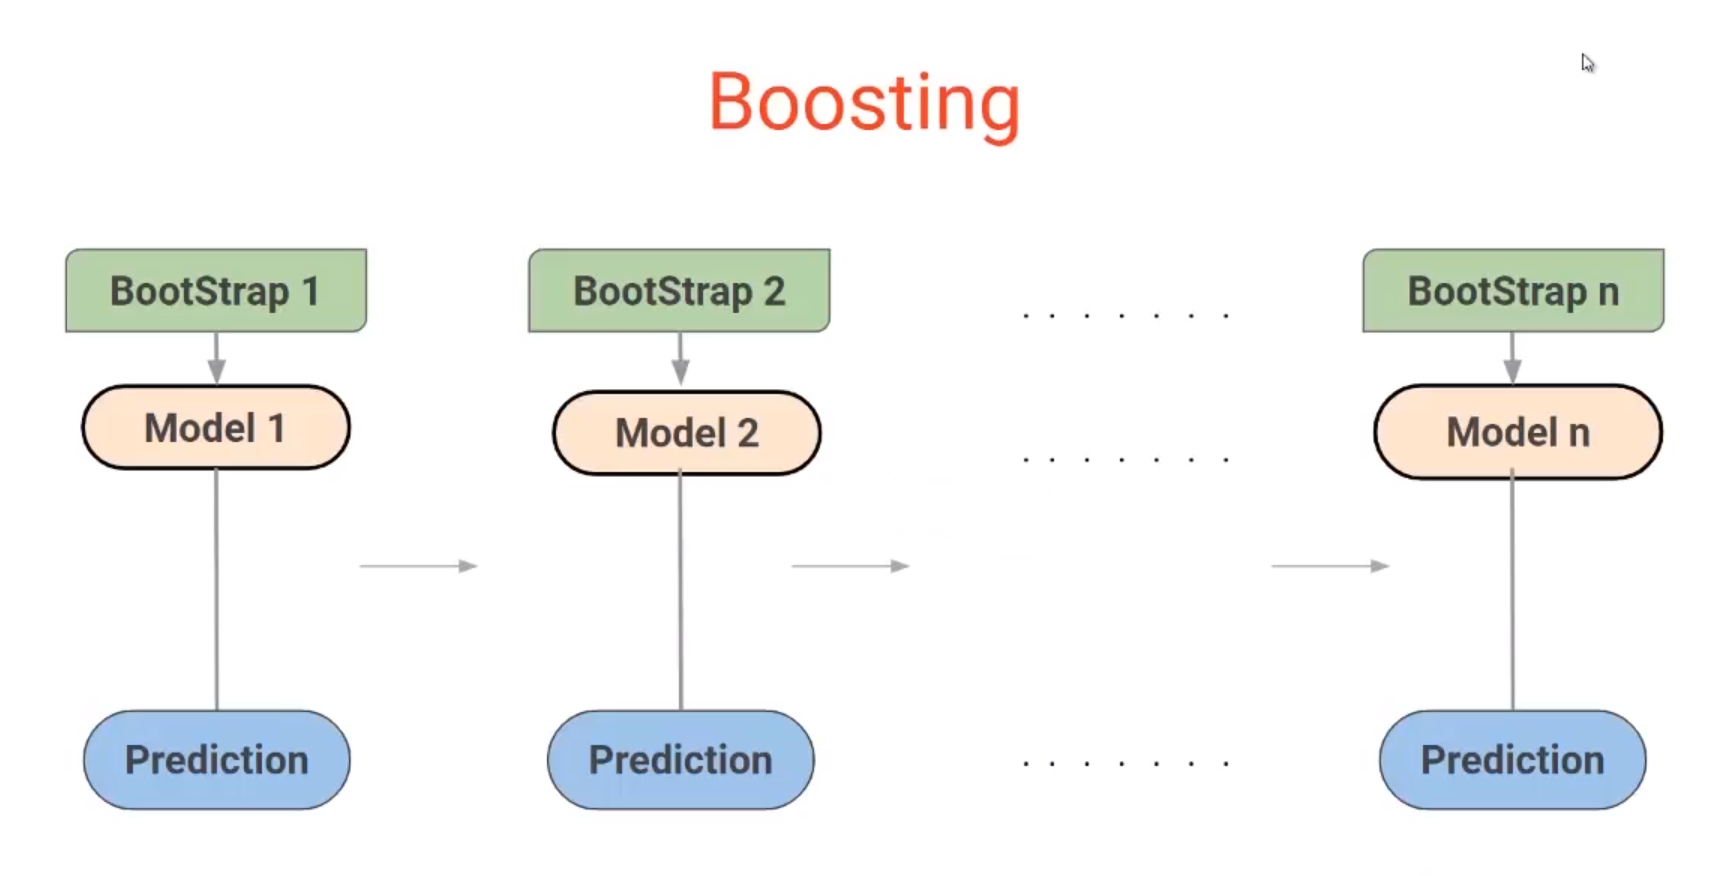 Boosting
BootStrap 1
BootStrap 2
. . . . . . .
BootStrap n
Model 1
Model 2
. . . . . . .
Model n
Prediction
Prediction
. . . . . . .
Prediction